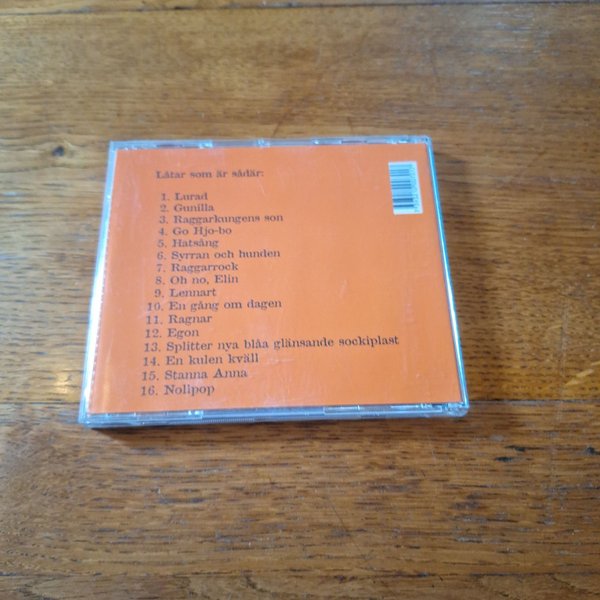 Låtar som är sådär:
1. Lurad
2. Gunilla
3. Raggarkungens son
4. Go Hjo-bo
5. Hatsång
6. Syrran och hunden
7. Raggarrock
8. Oh no, Elin
9. Lennart
10. En gång om dagen
11. Ragnar
12. Egon
13. Splitter nya blåa glänsande sockiplast
14. En kulen kväll
15. Stanna Anna
16. Nolipop